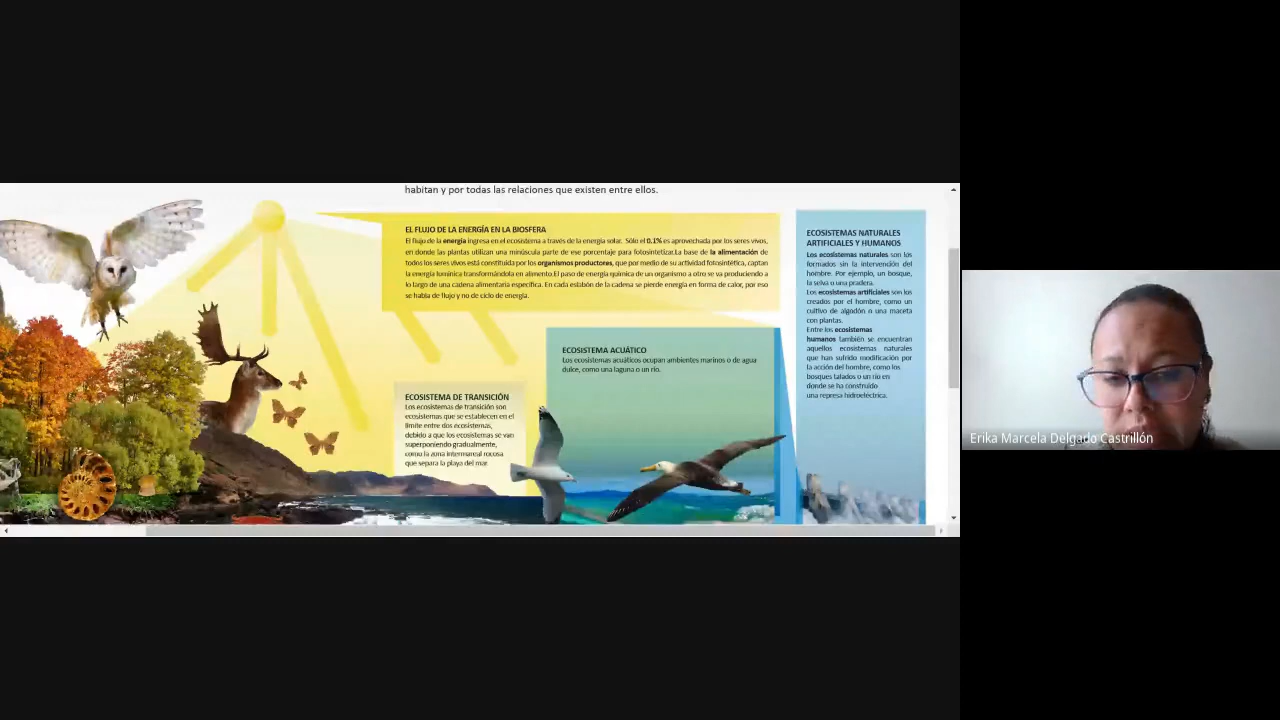 habitan y por todas las relaciones que existen entre ellos.
EL FLUJO DE LA ENERGÍA EN LA BIOSFERA
El flujo de la energía ingresa en el ecosistema a través de la energía solar. Sólo el 0.1% es aprovechada por los seres vivos,
en donde las plantas utilizan una minúscula parte de ese porcentaje para fotosintetizar.La base de la alimentación de
todos los seres vivos está constituida por los organismos productores, que por medio de su actividad fotosintética, captan
la energía lumínica transformándola en alimento.El paso de energía química de un organismo a otro se va produciendo a
lo largo de una cadena alimentaria específica. En cada eslabón de la cadena se pierde energía en forma de calor, por eso
se habla de flujo y no de ciclo de energía.
ECOSISTEMA DE TRANSICIÓN
Los ecosistemas de transición son
ecosistemas que se establecen en el
límite entre dos ecosistemas,
debido a que los ecosistemas se van
superponiendo gradualmente,
como la zona intermareal rocosa
que separa la playa del mar
ECOSISTEMA ACUÁTICO
Los ecosistemas acuáticos ocupan ambientes marinos o de agua
dulce, como una laguna o un río.
ECOSISTEMAS NATURALES
ARTIFICIALES Y HUMANOS
Los ecosistemas naturales son los
formados sin la intervención del
hombre. Por ejemplo, un bosque,
la selva o una pradera.
Los ecosistemas artificiales son los
creados por el hombre, como un
cultivo de algodón o una maceta
con plantas.
Entre los ecosistemas
humanos también se encuentran
aquellos ecosistemas naturales
que han sufrido modificación por
la acción del hombre, como los
bosques talados o un río en
donde se ha construido
una represa hidroeléctrica.
Erika Marcela Delgado Castrillón